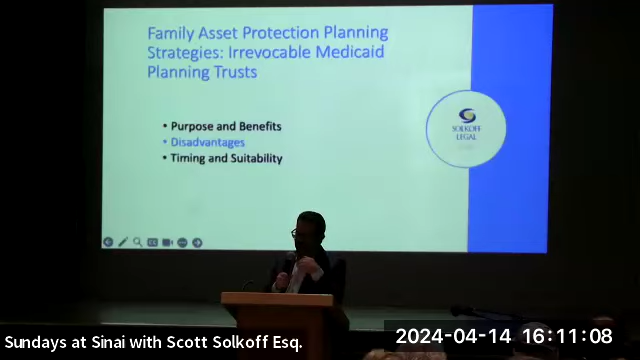 Family Asset Protection Planning
Strategies: Irrevocable Medicaid
Planning Trusts
• Purpose and Benefits
• Disadvantages
• Timing and Suitability
SOLKOFF
LEGAL
CC
Sundays at Sinai with Scott Solkoff Esq.
2024-04-14 16:11:08